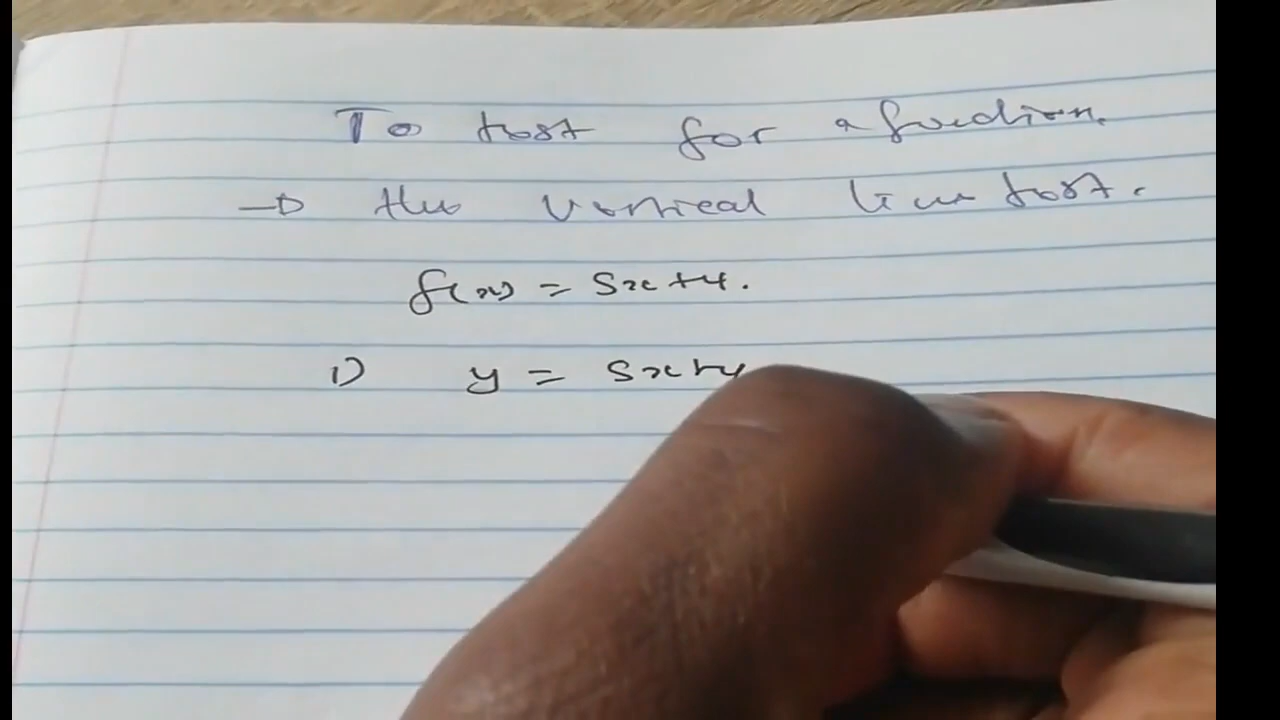 To test for a function.
→ the vertical line test.
f(x) = 5x+4.
1) y = 5x+4